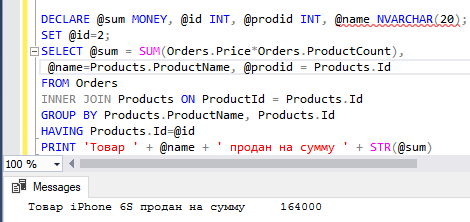 DECLARE @sum MONEY, @id INT, @prodid INT, @name NVARCHAR(20);
SET @id=2;
SELECT @sum = SUM(Orders.Price*Orders.ProductCount),
@name=Products.ProductName, @prodid = Products.Id
FROM Orders
INNER JOIN Products ON ProductId = Products.Id
GROUP BY Products.ProductName, Products.Id
HAVING Products.Id=@id
PRINT 'Товар ' + @name + ' продан на сумму ' + STR(@sum)
100 %
Messages
Товар iPhone 6S продан на сумму     164000